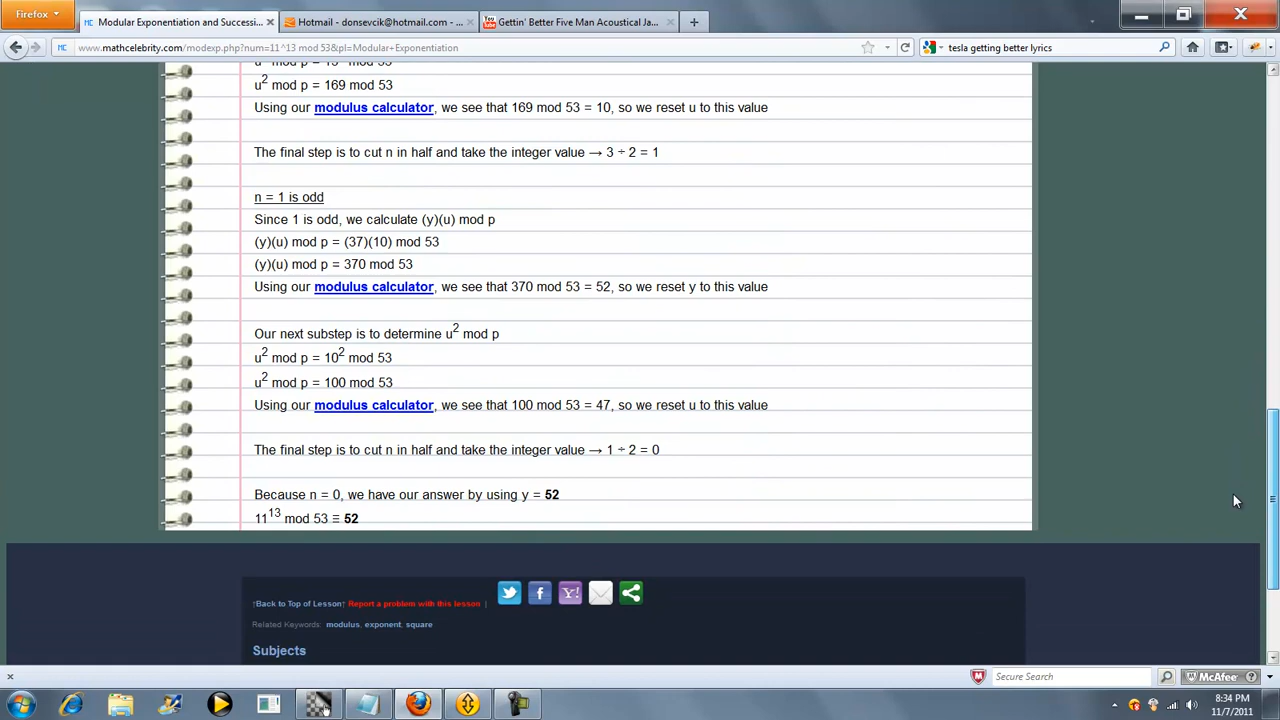 Firefox
Modular Exponentiation and Successi...
Hotmail - donsevcik@hotmail.com - ...
Gettin' Better Five Man Acoustical Ja...
www.mathcelebrity.com/modexp.php?num=11^13 mod 53&pl=Modular+Exponentiation
tesla getting better lyrics
u² mod p = 169 mod 53
Using our modulus calculator, we see that 169 mod 53 = 10, so we reset u to this value
The final step is to cut n in half and take the integer value → 3 ÷ 2 = 1
n = 1 is odd
Since 1 is odd, we calculate (y)(u) mod p
(y)(u) mod p = (37)(10) mod 53
(y)(u) mod p = 370 mod 53
Using our modulus calculator, we see that 370 mod 53 = 52, so we reset y to this value
Our next substep is to determine u² mod p
u² mod p = 10² mod 53
u² mod p = 100 mod 53
Using our modulus calculator, we see that 100 mod 53 = 47, so we reset u to this value
The final step is to cut n in half and take the integer value → 1 ÷ 2 = 0
Because n = 0, we have our answer by using y = 52
11¹³ mod 53 ≡ 52
↑Back to Top of Lesson↑ Report a problem with this lesson |
Related Keywords: modulus, exponent, square
Subjects
Secure Search
McAfee
8:34 PM
11/7/2011